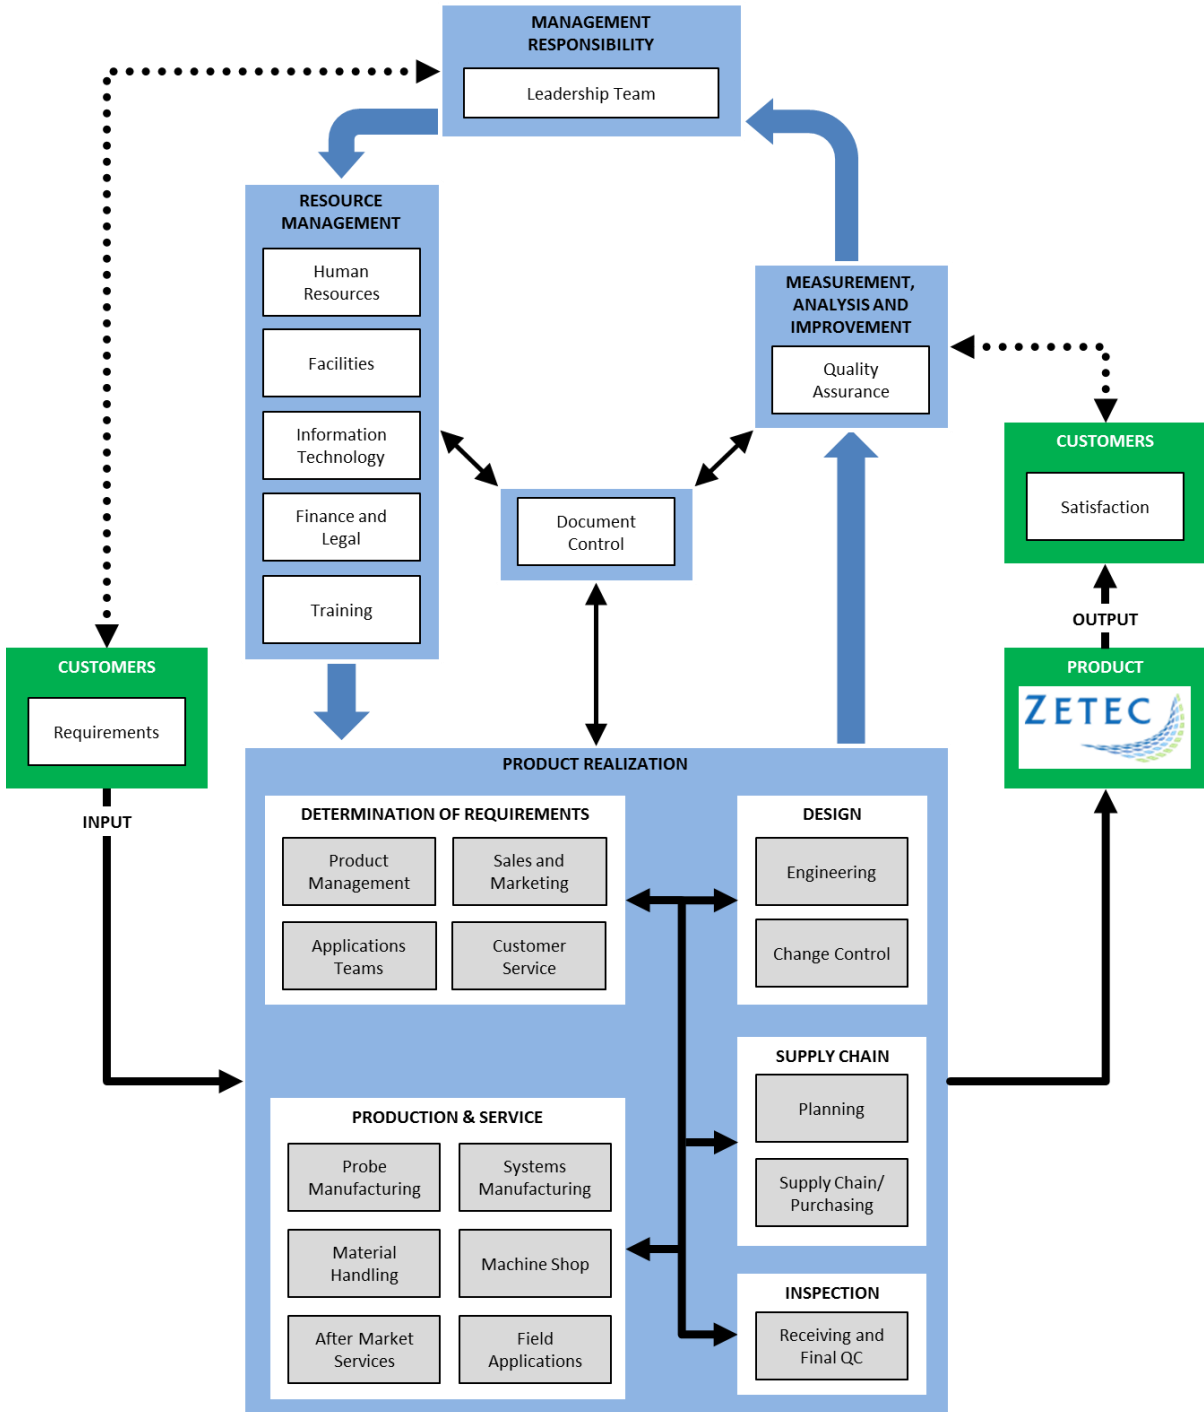 MANAGEMENT
RESPONSIBILITY
Leadership Team
RESOURCE
MANAGEMENT
Human
Resources
Facilities
Information
Technology
Finance and
Legal
Training
MEASUREMENT,
ANALYSIS AND
IMPROVEMENT
Quality
Assurance
Document
Control
CUSTOMERS
Satisfaction
OUTPUT
PRODUCT
ZETEC
CUSTOMERS
Requirements
INPUT
PRODUCT REALIZATION
DETERMINATION OF REQUIREMENTS
Product
Management
Sales and
Marketing
Applications
Teams
Customer
Service
DESIGN
Engineering
Change Control
SUPPLY CHAIN
Planning
Supply Chain/
Purchasing
PRODUCTION & SERVICE
Probe
Manufacturing
Systems
Manufacturing
Material
Handling
Machine Shop
After Market
Services
Field
Applications
INSPECTION
Receiving and
Final QC